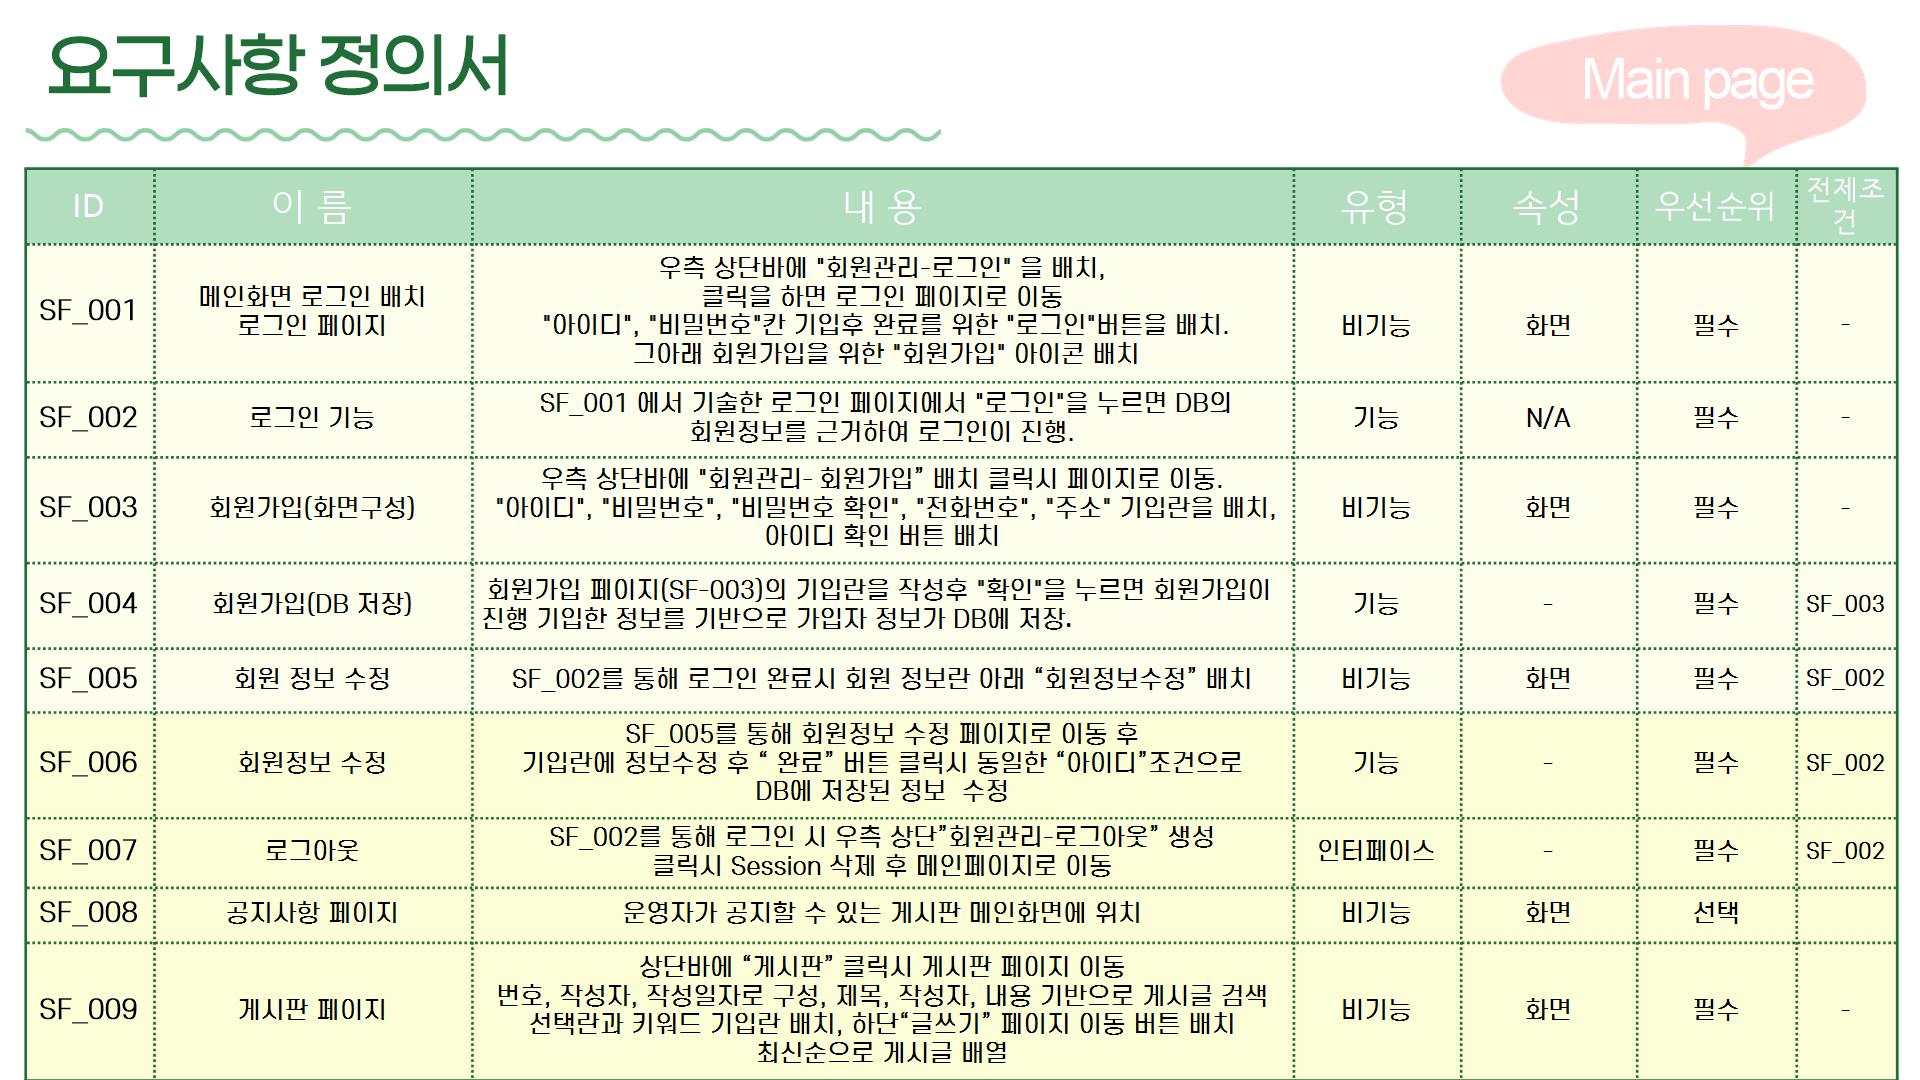 요구사항 정의서
Main page
ID
이 름
내 용
유형
속성
우선순위
전제조
건
SF_001
메인화면 로그인 배치
로그인 페이지
우측 상단바에 "회원관리-로그인" 을 배치,
클릭을 하면 로그인 페이지로 이동
"아이디", "비밀번호"칸 기입후 완료를 위한 "로그인"버튼을 배치.
그아래 회원가입을 위한 "회원가입" 아이콘 배치
비기능
화면
필수
-
SF_002
로그인 기능
SF_001 에서 기술한 로그인 페이지에서 "로그인"을 누르면 DB의
회원정보를 근거하여 로그인이 진행.
기능
N/A
필수
-
SF_003
회원가입(화면구성)
우측 상단바에 "회원관리- 회원가입” 배치 클릭시 페이지로 이동.
"아이디", "비밀번호", "비밀번호 확인", "전화번호", "주소" 기입란을 배치,
아이디 확인 버튼 배치
비기능
화면
필수
-
SF_004
회원가입(DB 저장)
회원가입 페이지(SF-003)의 기입란을 작성후 "확인"을 누르면 회원가입이
진행 기입한 정보를 기반으로 가입자 정보가 DB에 저장.
기능
-
필수
SF_003
SF_005
회원 정보 수정
SF_002를 통해 로그인 완료시 회원 정보란 아래 “회원정보수정” 배치
비기능
화면
필수
SF_002
SF_006
회원정보 수정
SF_005를 통해 회원정보 수정 페이지로 이동 후
기입란에 정보수정 후 “ 완료” 버튼 클릭시 동일한 “아이디”조건으로
DB에 저장된 정보  수정
기능
-
필수
SF_002
SF_007
로그아웃
SF_002를 통해 로그인 시 우측 상단”회원관리-로그아웃” 생성
클릭시 Session 삭제 후 메인페이지로 이동
인터페이스
-
필수
SF_002
SF_008
공지사항 페이지
운영자가 공지할 수 있는 게시판 메인화면에 위치
비기능
화면
선택
SF_009
게시판 페이지
상단바에 “게시판” 클릭시 게시판 페이지 이동
번호, 작성자, 작성일자로 구성, 제목, 작성자, 내용 기반으로 게시글 검색
선택란과 키워드 기입란 배치, 하단“글쓰기” 페이지 이동 버튼 배치
최신순으로 게시글 배열
비기능
화면
필수
-